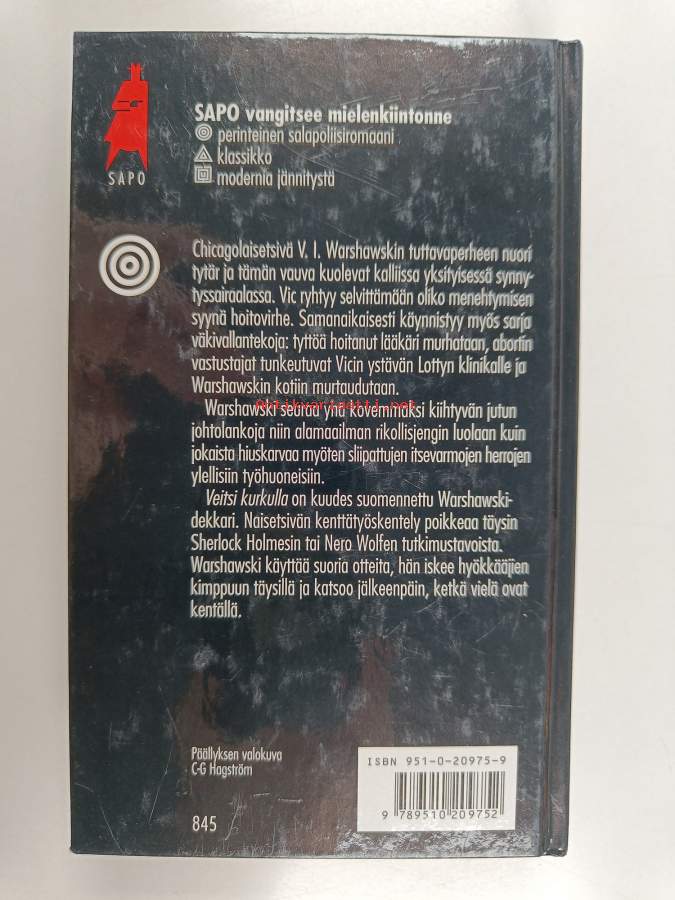 SAPO
SAPO vangitsee mielenkiintonne
perinteinen salapoliisiromaani
klassikko
modernia jännitystä
Chicagolaisetsivä V. I. Warshawskin tuttavaperheen nuori
tytär ja tämän vauva kuolevat kalliissa yksityisessä synny-
tyssairaalassa. Vic ryhtyy selvittämään oliko menehtymisen
syynä hoitovirhe. Samanaikaisesti käynnistyy myös sarja
väkivallantekoja: tyttöä hoitanut lääkäri murhataan, abortin
vastustajat tunkeutuvat Vicin ystävän Lottyn klinikalle ja
Warshawskin kotiin murtaudutaan.
Antikvariaatti.net
Warshawski seuraa yhä kovemmaksi kiihtyvän jutun
johtolankoja niin alamaailman rikollisjengin luolaan kuin
jokaista hiuskarvaa myöten sliipattujen itsevarmojen herrojen
ylellisiin työhuoneisiin.
Veitsi kurkulla on kuudes suomennettu Warshawski-
dekkari. Naisetsivän kenttätyöskentely poikkeaa täysin
Sherlock Holmesin tai Nero Wolfen tutkimustavoista.
Warshawski käyttää suoria otteita, hän iskee hyökkääjien
kimppuun täysillä ja katsoo jälkeenpäin, ketkä vielä ovat
kentällä.
Päällyksen valokuva
C-G Hagström
845
ISBN 951-0-20975-9
9 789510 209752